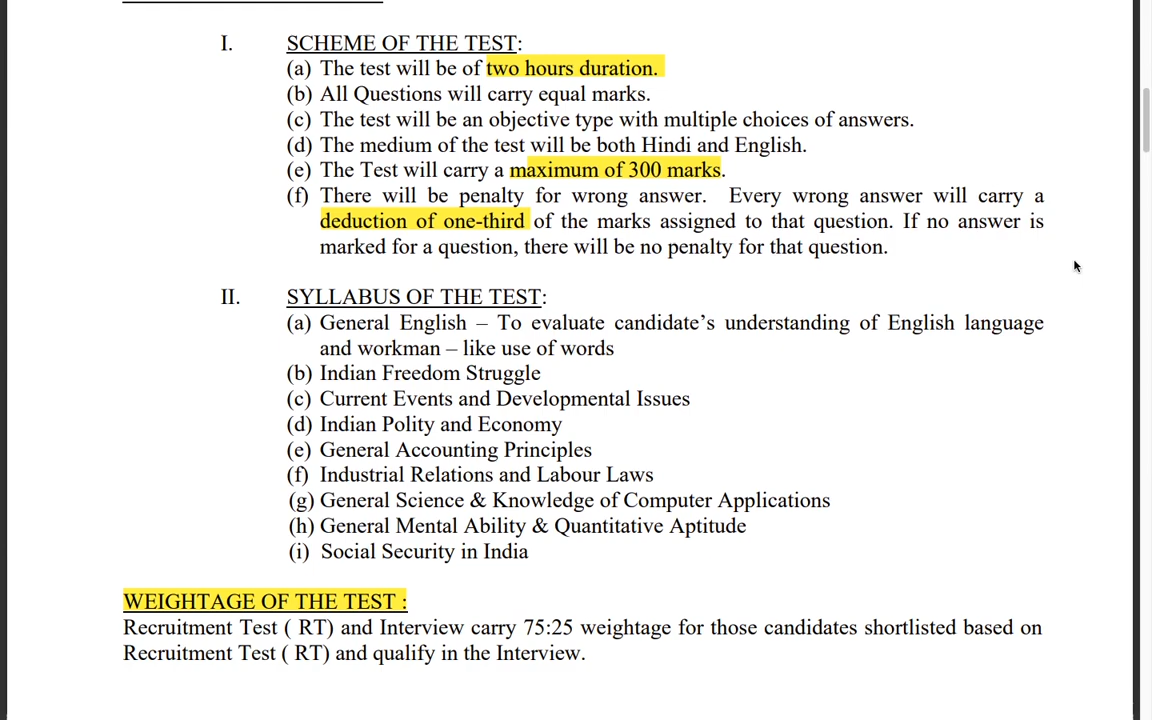 I. SCHEME OF THE TEST:
(a) The test will be of two hours duration.
(b) All Questions will carry equal marks.
(c) The test will be an objective type with multiple choices of answers.
(d) The medium of the test will be both Hindi and English.
(e) The Test will carry a maximum of 300 marks.
(f) There will be penalty for wrong answer. Every wrong answer will carry a
deduction of one-third of the marks assigned to that question. If no answer is
marked for a question, there will be no penalty for that question.
II. SYLLABUS OF THE TEST:
(a) General English – To evaluate candidate’s understanding of English language
and workman – like use of words
(b) Indian Freedom Struggle
(c) Current Events and Developmental Issues
(d) Indian Polity and Economy
(e) General Accounting Principles
(f) Industrial Relations and Labour Laws
(g) General Science & Knowledge of Computer Applications
(h) General Mental Ability & Quantitative Aptitude
(i) Social Security in India
WEIGHTAGE OF THE TEST :
Recruitment Test ( RT) and Interview carry 75:25 weightage for those candidates shortlisted based on
Recruitment Test ( RT) and qualify in the Interview.